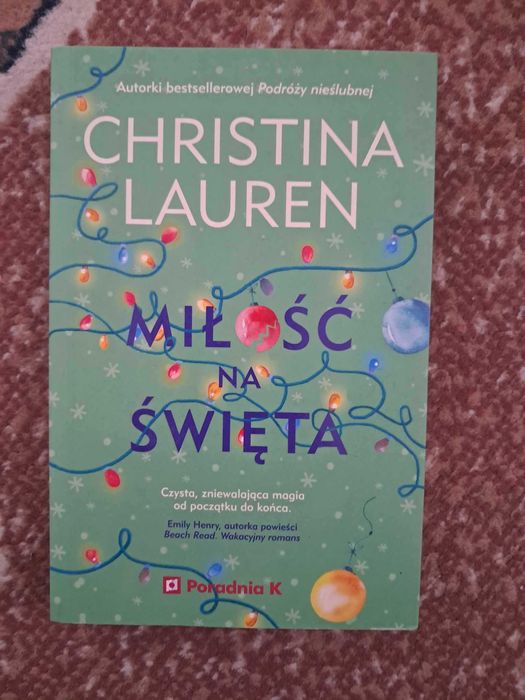 Autorki bestsellerowej Podróży nieślubnej
CHRISTINA
LAUREN
MIŁOŚĆ
NA
ŚWIĘTA
Czysta, zniewalająca magia
od początku do końca.
Emily Henry, autorka powieści
Beach Read. Wakacyjny romans
Poradnia K